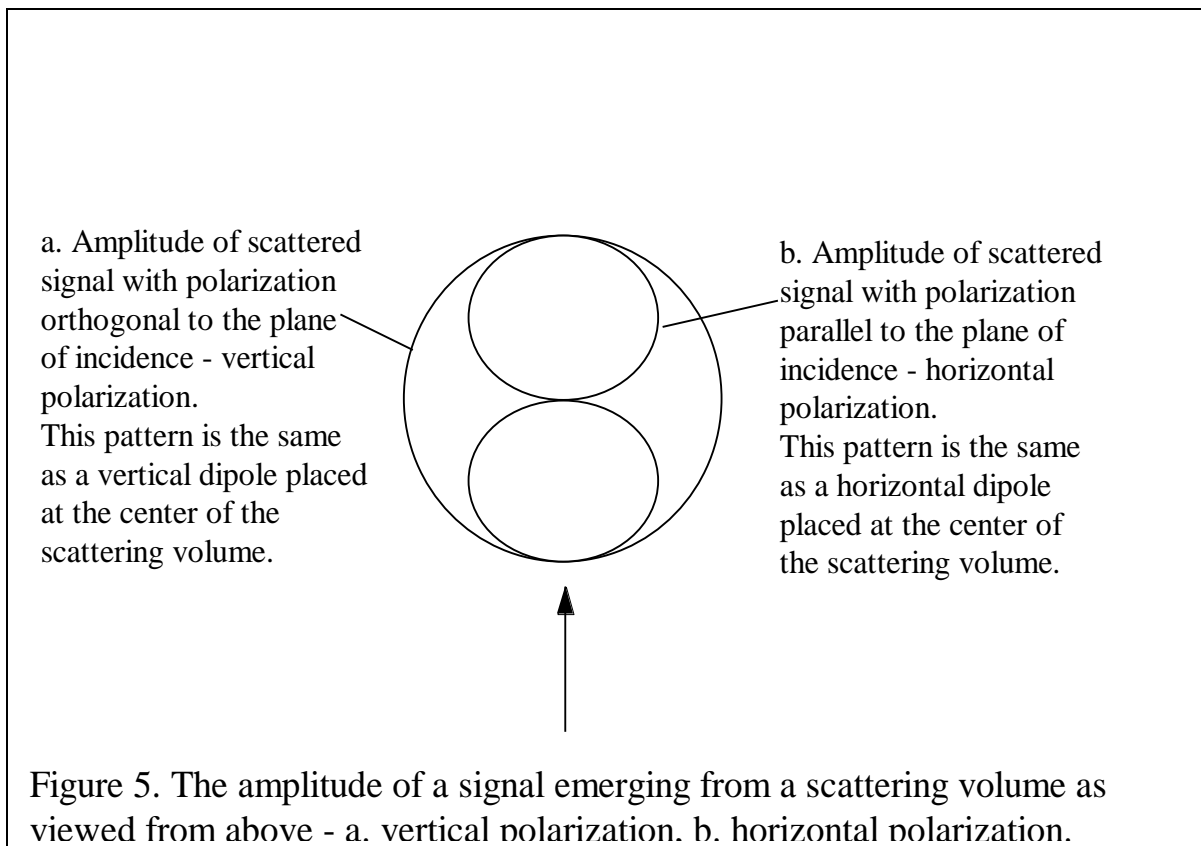 a. Amplitude of scattered
signal with polarization
orthogonal to the plane
of incidence - vertical
polarization.
This pattern is the same
as a vertical dipole placed
at the center of the
scattering volume.
b. Amplitude of scattered
signal with polarization
parallel to the plane of
incidence - horizontal
polarization.
This pattern is the same
as a horizontal dipole
placed at the center of
the scattering volume.
Figure 5. The amplitude of a signal emerging from a scattering volume as
viewed from above - a. vertical polarization, b. horizontal polarization.